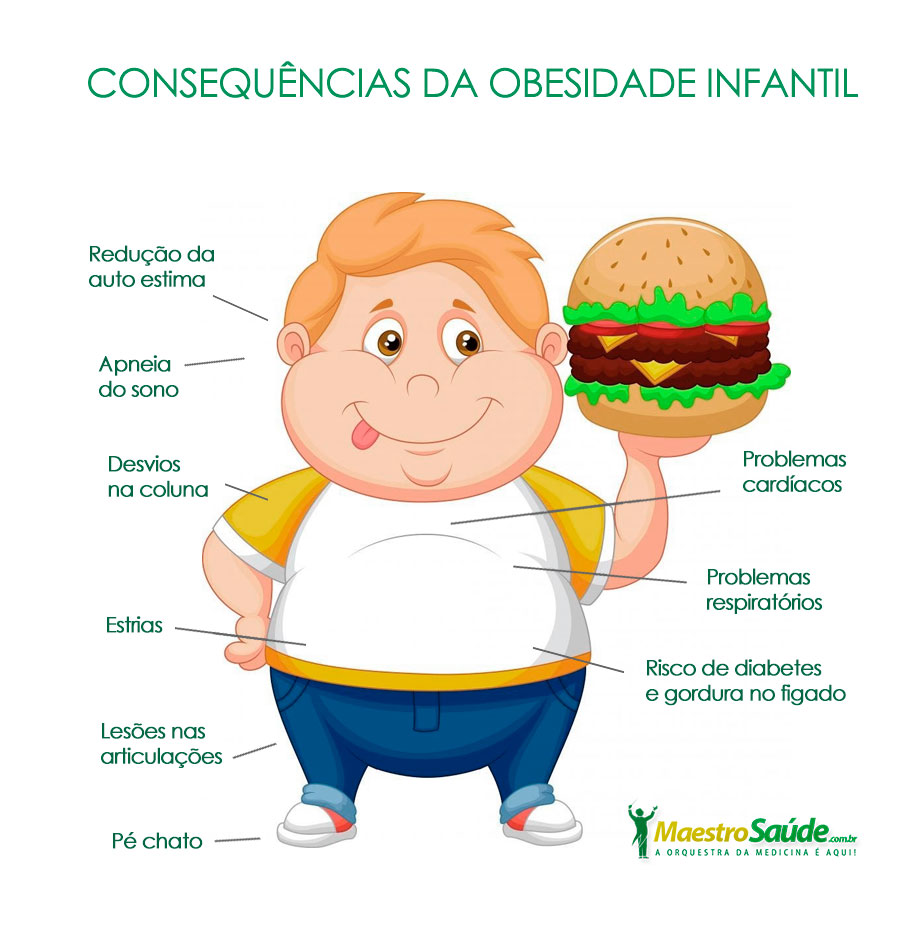 CONSEQUÊNCIAS DA OBESIDADE INFANTIL
Redução da
auto estima
Apneia
do sono
Desvios
na coluna
Estrias
Lesões nas
articulações
Pé chato
Problemas
cardíacos
Problemas
respiratórios
Risco de diabetes
e gordura no figado
MaestroSaúde.com.br
A ORQUESTRA DA MEDICINA É AQUI!